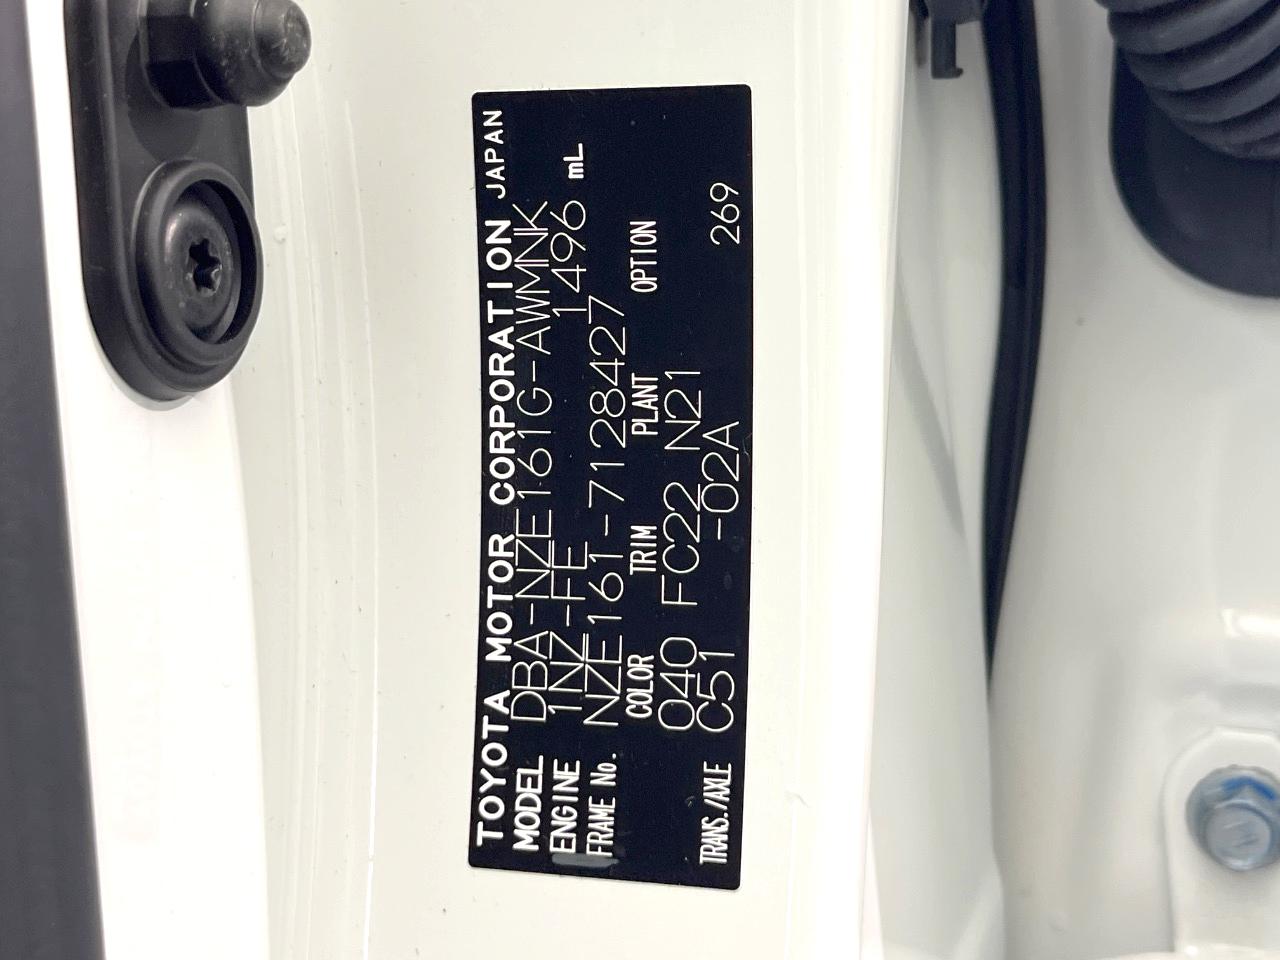 TOYOTA MOTOR CORPORATION JAPAN
MODEL DBA-NZE161G-AWMNK
ENGINE 1NZ-FE 1496 mL
FRAME No. NZE161-7128427
COLOR TRIM PLANT OPTION
040 FC22 N21
TRANS./AXLE C51 -02A 269